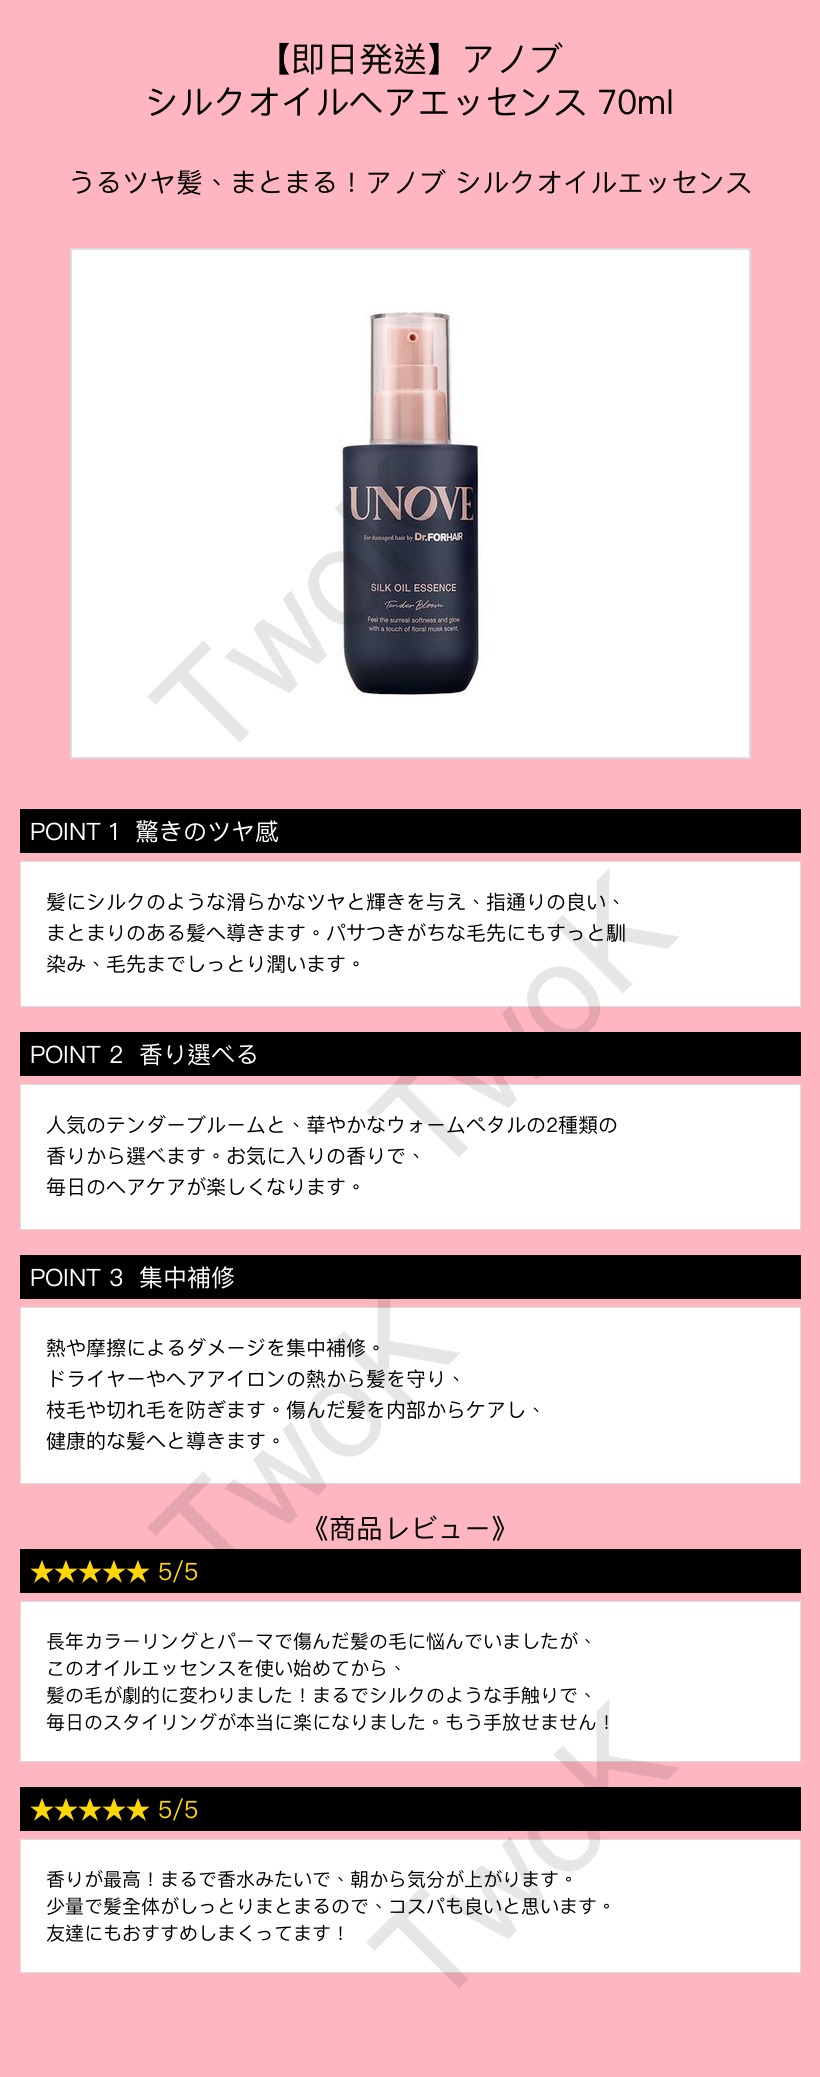 【即日発送】アノブ
シルクオイルヘアエッセンス 70ml
うるツヤ髪、まとまる！アノブ シルクオイルエッセンス
UNOVE
For damaged hair by Dr.FORHAIR
SILK OIL ESSENCE
Tender Bloom
Feel the surreal softness and glow
with a touch of floral musk scent.
TwoK
POINT 1 驚きのツヤ感
髪にシルクのような滑らかなツヤと輝きを与え、指通りの良い、
まとまりのある髪へ導きます。パサつきがちな毛先にもすっと馴
染み、毛先までしっとり潤います。
TwoK
POINT 2 香り選べる
人気のテンダーブルームと、華やかなウォームペタルの2種類の
香りから選べます。お気に入りの香りで、
毎日のヘアケアが楽しくなります。
POINT 3 集中補修
熱や摩擦によるダメージを集中補修。
ドライヤーやヘアアイロンの熱から髪を守り、
枝毛や切れ毛を防ぎます。傷んだ髪を内部からケアし、
健康的な髪へと導きます。
TwoK
《商品レビュー》
★★★★★ 5/5
長年カラーリングとパーマで傷んだ髪の毛に悩んでいましたが、
このオイルエッセンスを使い始めてから、
髪の毛が劇的に変わりました！まるでシルクのような手触りで、
毎日のスタイリングが本当に楽になりました。もう手放せません！
★★★★★ 5/5
香りが最高！まるで香水みたいで、朝から気分が上がります。
少量で髪全体がしっとりまとまるので、コスパも良いと思います。
友達にもおすすめしまくってます！
TwoK